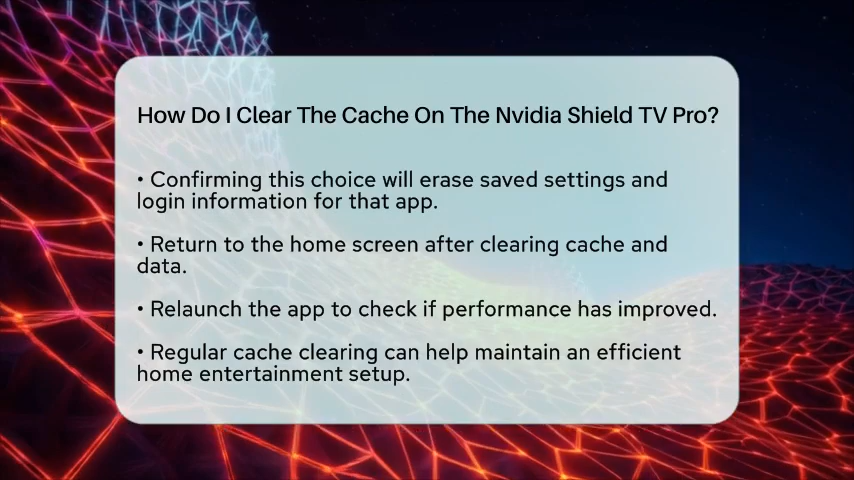 How Do I Clear The Cache On The Nvidia Shield TV Pro?
• Confirming this choice will erase saved settings and
login information for that app.
• Return to the home screen after clearing cache and
data.
• Relaunch the app to check if performance has improved.
• Regular cache clearing can help maintain an efficient
home entertainment setup.